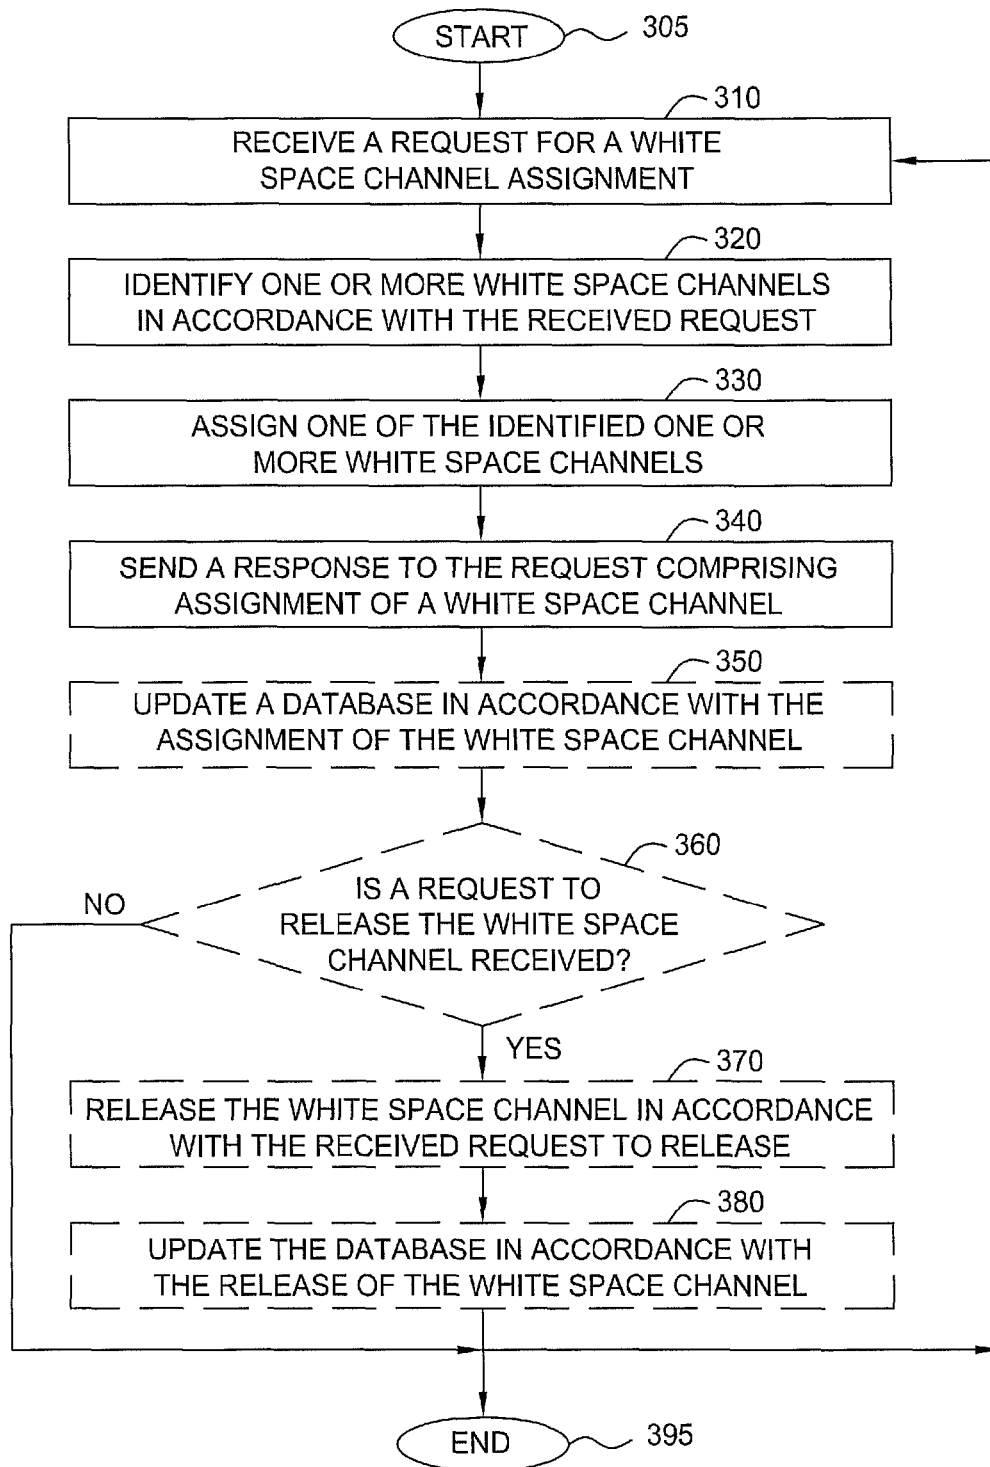 START
305
310
RECEIVE A REQUEST FOR A WHITE
SPACE CHANNEL ASSIGNMENT
320
IDENTIFY ONE OR MORE WHITE SPACE CHANNELS
IN ACCORDANCE WITH THE RECEIVED REQUEST
330
ASSIGN ONE OF THE IDENTIFIED ONE OR
MORE WHITE SPACE CHANNELS
340
SEND A RESPONSE TO THE REQUEST COMPRISING
ASSIGNMENT OF A WHITE SPACE CHANNEL
350
UPDATE A DATABASE IN ACCORDANCE WITH THE
ASSIGNMENT OF THE WHITE SPACE CHANNEL
360
IS A REQUEST TO
RELEASE THE WHITE SPACE
CHANNEL RECEIVED?
NO
YES
370
RELEASE THE WHITE SPACE CHANNEL IN ACCORDANCE
WITH THE RECEIVED REQUEST TO RELEASE
380
UPDATE THE DATABASE IN ACCORDANCE WITH
THE RELEASE OF THE WHITE SPACE CHANNEL
END
395